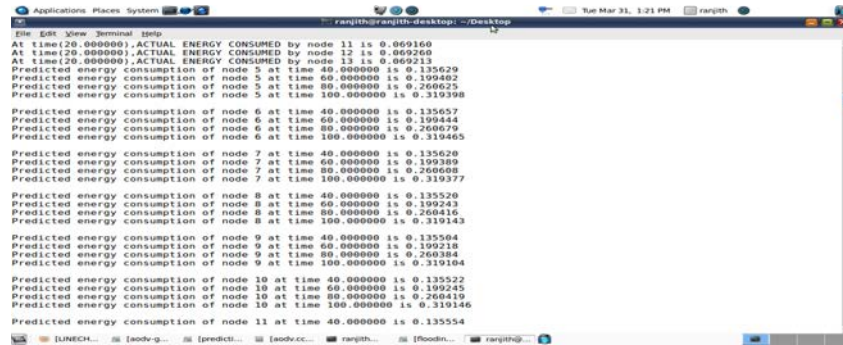 Applications Places System Tue Mar 31, 1:21 PM ranjith
ranjith@ranjith-desktop: ~/Desktop
File Edit View Terminal Help
At time(20.000000),ACTUAL ENERGY CONSUMED by node 11 is 0.069160
At time(20.000000),ACTUAL ENERGY CONSUMED by node 12 is 0.069260
At time(20.000000),ACTUAL ENERGY CONSUMED by node 13 is 0.069213
Predicted energy consumption of node 5 at time 40.000000 is 0.135629
Predicted energy consumption of node 5 at time 60.000000 is 0.199402
Predicted energy consumption of node 5 at time 80.000000 is 0.260625
Predicted energy consumption of node 5 at time 100.000000 is 0.319398
Predicted energy consumption of node 6 at time 40.000000 is 0.135657
Predicted energy consumption of node 6 at time 60.000000 is 0.199444
Predicted energy consumption of node 6 at time 80.000000 is 0.260679
Predicted energy consumption of node 6 at time 100.000000 is 0.319465
Predicted energy consumption of node 7 at time 40.000000 is 0.135620
Predicted energy consumption of node 7 at time 60.000000 is 0.199389
Predicted energy consumption of node 7 at time 80.000000 is 0.260608
Predicted energy consumption of node 7 at time 100.000000 is 0.319377
Predicted energy consumption of node 8 at time 40.000000 is 0.135520
Predicted energy consumption of node 8 at time 60.000000 is 0.199243
Predicted energy consumption of node 8 at time 80.000000 is 0.260416
Predicted energy consumption of node 8 at time 100.000000 is 0.319143
Predicted energy consumption of node 9 at time 40.000000 is 0.135504
Predicted energy consumption of node 9 at time 60.000000 is 0.199218
Predicted energy consumption of node 9 at time 80.000000 is 0.260384
Predicted energy consumption of node 9 at time 100.000000 is 0.319104
Predicted energy consumption of node 10 at time 40.000000 is 0.135522
Predicted energy consumption of node 10 at time 60.000000 is 0.199245
Predicted energy consumption of node 10 at time 80.000000 is 0.260419
Predicted energy consumption of node 10 at time 100.000000 is 0.319146
Predicted energy consumption of node 11 at time 40.000000 is 0.135554
[LINECH... [aodv-g... [predicti... [aodv.cc... ranjith... [floodin... ranjith@...